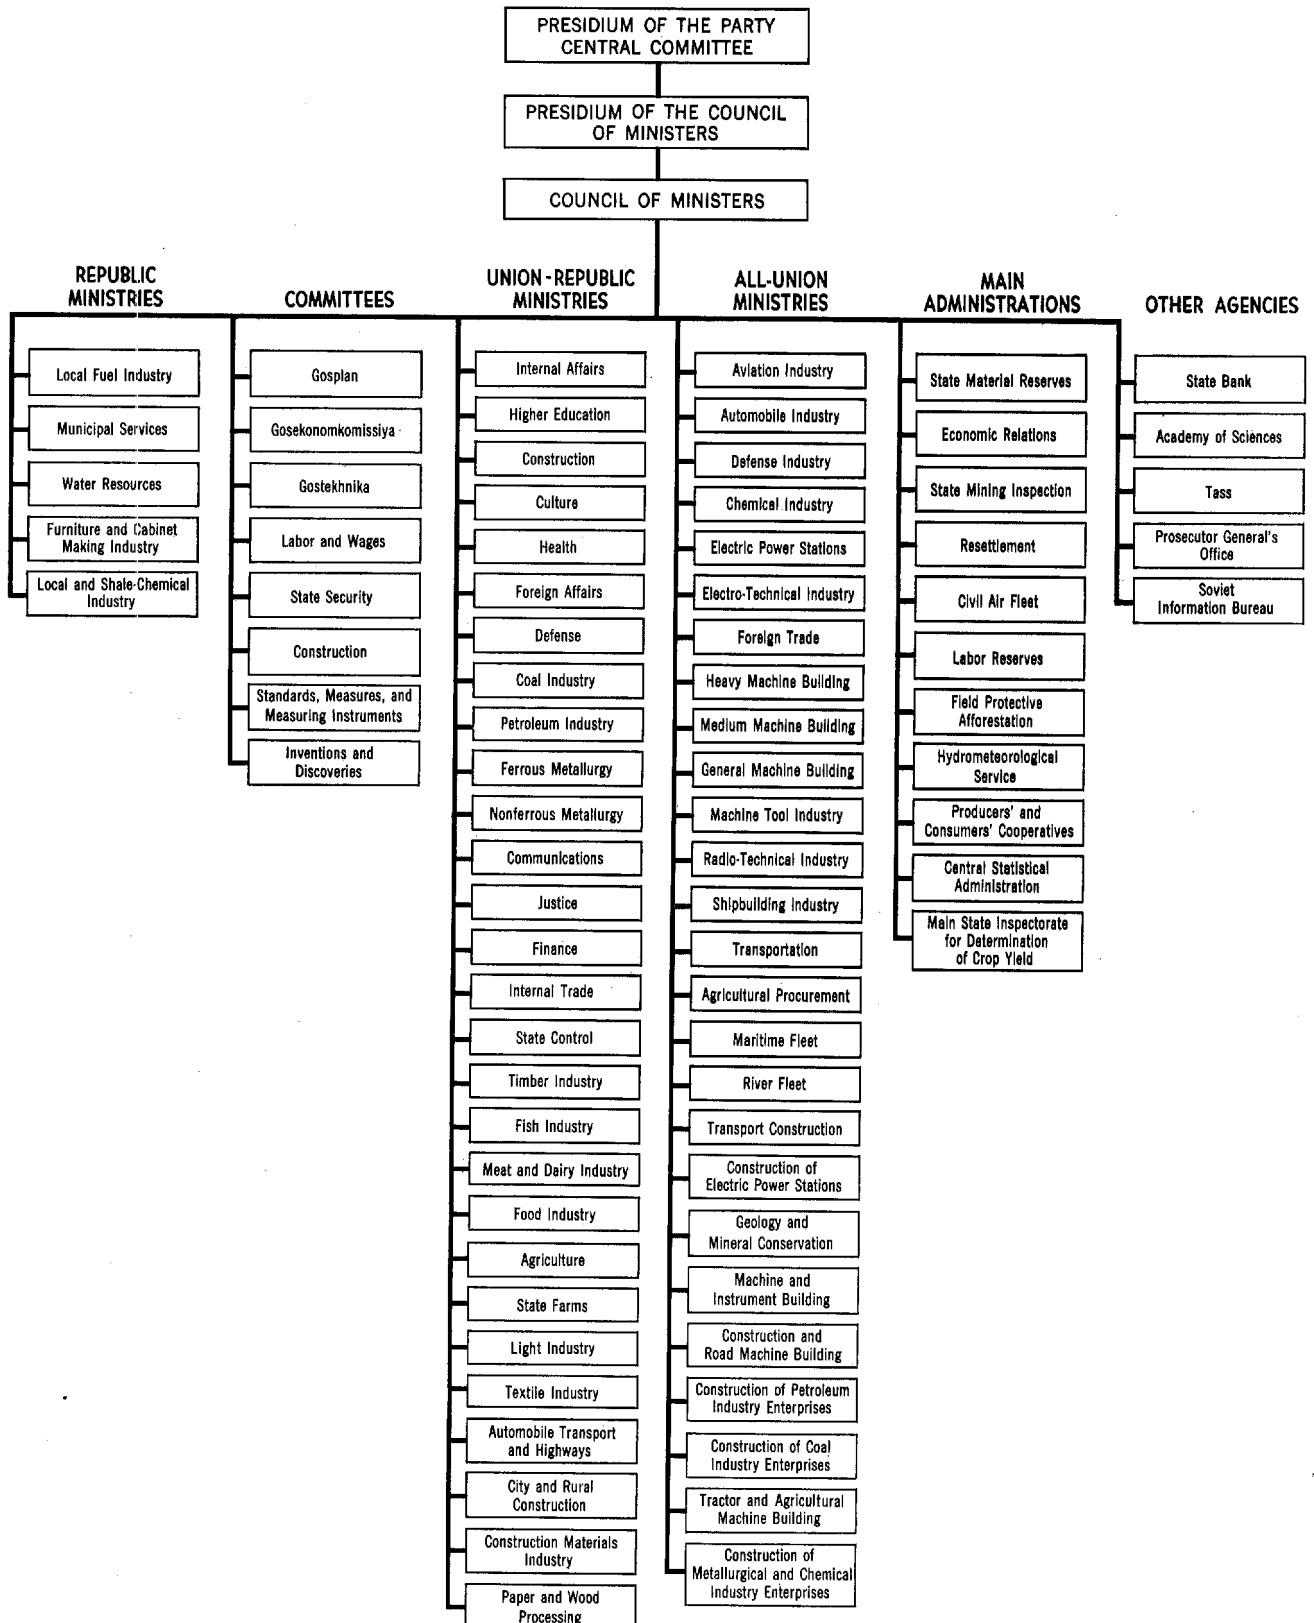 PRESIDIUM OF THE PARTY
CENTRAL COMMITTEE
PRESIDIUM OF THE COUNCIL
OF MINISTERS
COUNCIL OF MINISTERS
REPUBLIC
MINISTRIES
Local Fuel Industry
Municipal Services
Water Resources
Furniture and Cabinet
Making Industry
Local and Shale-Chemical
Industry
COMMITTEES
Gosplan
Gosekonomkomissiya
Gostekhnika
Labor and Wages
State Security
Construction
Standards, Measures, and
Measuring Instruments
Inventions and
Discoveries
UNION-REPUBLIC
MINISTRIES
Internal Affairs
Higher Education
Construction
Culture
Health
Foreign Affairs
Defense
Coal Industry
Petroleum Industry
Ferrous Metallurgy
Nonferrous Metallurgy
Communications
Justice
Finance
Internal Trade
State Control
Timber Industry
Fish Industry
Meat and Dairy Industry
Food Industry
Agriculture
State Farms
Light Industry
Textile Industry
Automobile Transport
and Highways
City and Rural
Construction
Construction Materials
Industry
Paper and Wood
Processing
ALL-UNION
MINISTRIES
Aviation Industry
Automobile Industry
Defense Industry
Chemical Industry
Electric Power Stations
Electro-Technical Industry
Foreign Trade
Heavy Machine Building
Medium Machine Building
General Machine Building
Machine Tool Industry
Radio-Technical Industry
Shipbuilding Industry
Transportation
Agricultural Procurement
Maritime Fleet
River Fleet
Transport Construction
Construction of
Electric Power Stations
Geology and
Mineral Conservation
Machine and
Instrument Building
Construction and
Road Machine Building
Construction of Petroleum
Industry Enterprises
Construction of Coal
Industry Enterprises
Tractor and Agricultural
Machine Building
Construction of
Metallurgical and Chemical
Industry Enterprises
MAIN
ADMINISTRATIONS
State Material Reserves
Economic Relations
State Mining Inspection
Resettlement
Civil Air Fleet
Labor Reserves
Field Protective
Afforestation
Hydrometeorological
Service
Producers' and
Consumers' Cooperatives
Central Statistical
Administration
Main State Inspectorate
for Determination
of Crop Yield
OTHER AGENCIES
State Bank
Academy of Sciences
Tass
Prosecutor General's
Office
Soviet
Information Bureau